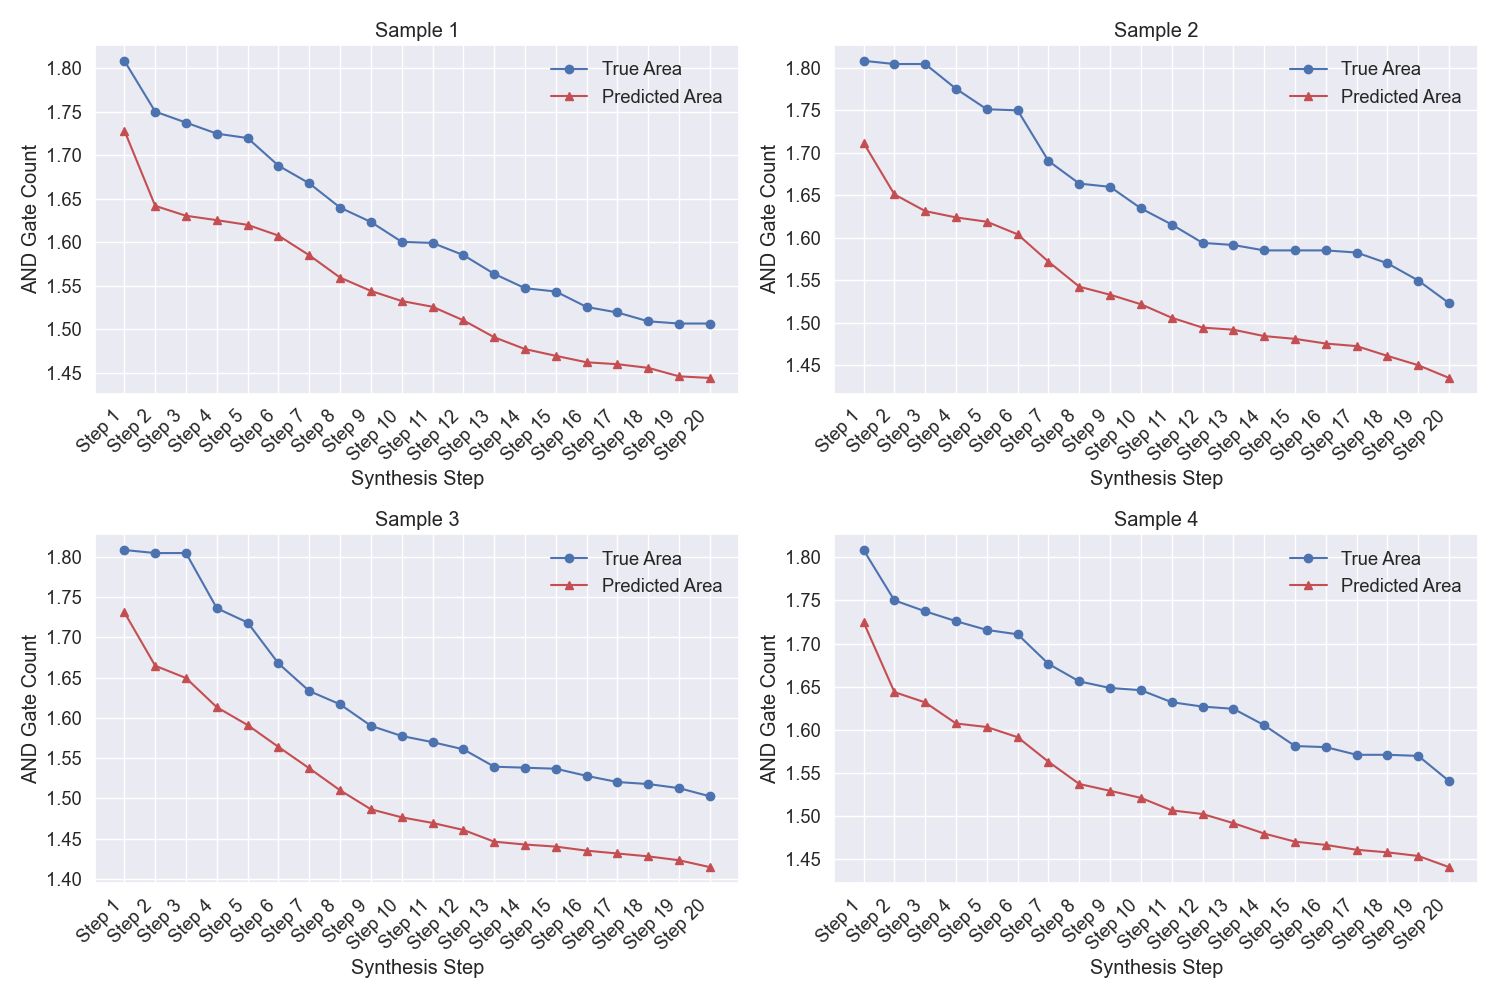 Sample 1
AND Gate Count
1.80
1.75
1.70
1.65
1.60
1.55
1.50
1.45
True Area
Predicted Area
Step 1
Step 2
Step 3
Step 4
Step 5
Step 6
Step 7
Step 8
Step 9
Step 10
Step 11
Step 12
Step 13
Step 14
Step 15
Step 16
Step 17
Step 18
Step 19
Step 20
Synthesis Step
Sample 2
AND Gate Count
1.80
1.75
1.70
1.65
1.60
1.55
1.50
1.45
True Area
Predicted Area
Step 1
Step 2
Step 3
Step 4
Step 5
Step 6
Step 7
Step 8
Step 9
Step 10
Step 11
Step 12
Step 13
Step 14
Step 15
Step 16
Step 17
Step 18
Step 19
Step 20
Synthesis Step
Sample 3
AND Gate Count
1.80
1.75
1.70
1.65
1.60
1.55
1.50
1.45
1.40
True Area
Predicted Area
Step 1
Step 2
Step 3
Step 4
Step 5
Step 6
Step 7
Step 8
Step 9
Step 10
Step 11
Step 12
Step 13
Step 14
Step 15
Step 16
Step 17
Step 18
Step 19
Step 20
Synthesis Step
Sample 4
AND Gate Count
1.80
1.75
1.70
1.65
1.60
1.55
1.50
1.45
True Area
Predicted Area
Step 1
Step 2
Step 3
Step 4
Step 5
Step 6
Step 7
Step 8
Step 9
Step 10
Step 11
Step 12
Step 13
Step 14
Step 15
Step 16
Step 17
Step 18
Step 19
Step 20
Synthesis Step